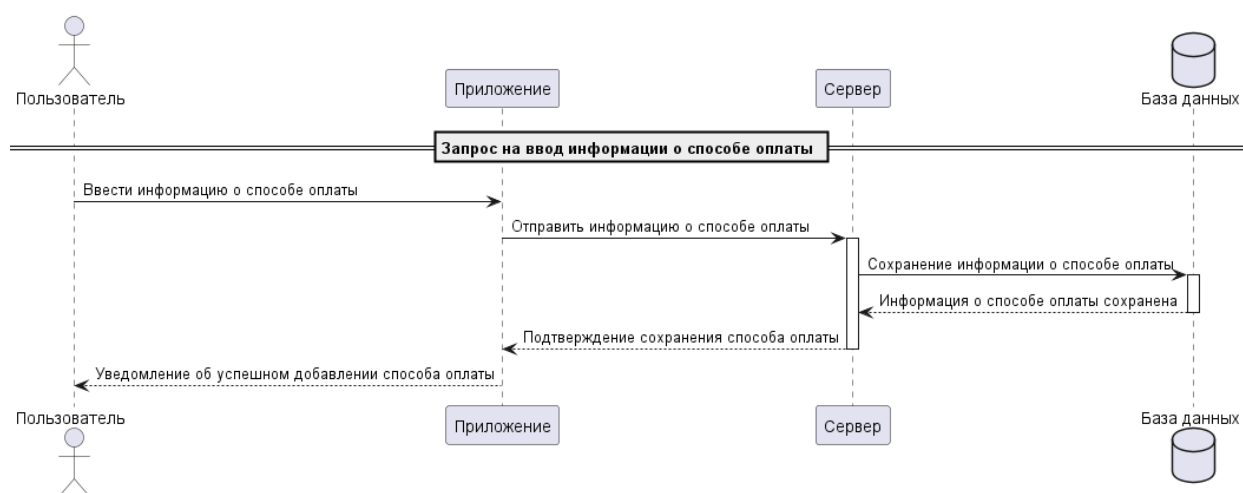 Пользователь
Приложение
Сервер
База данных
Запрос на ввод информации о способе оплаты
Ввести информацию о способе оплаты
Отправить информацию о способе оплаты
Сохранение информации о способе оплаты
Информация о способе оплаты сохранена
Подтверждение сохранения способа оплаты
Уведомление об успешном добавлении способа оплаты
Пользователь
Приложение
Сервер
База данных